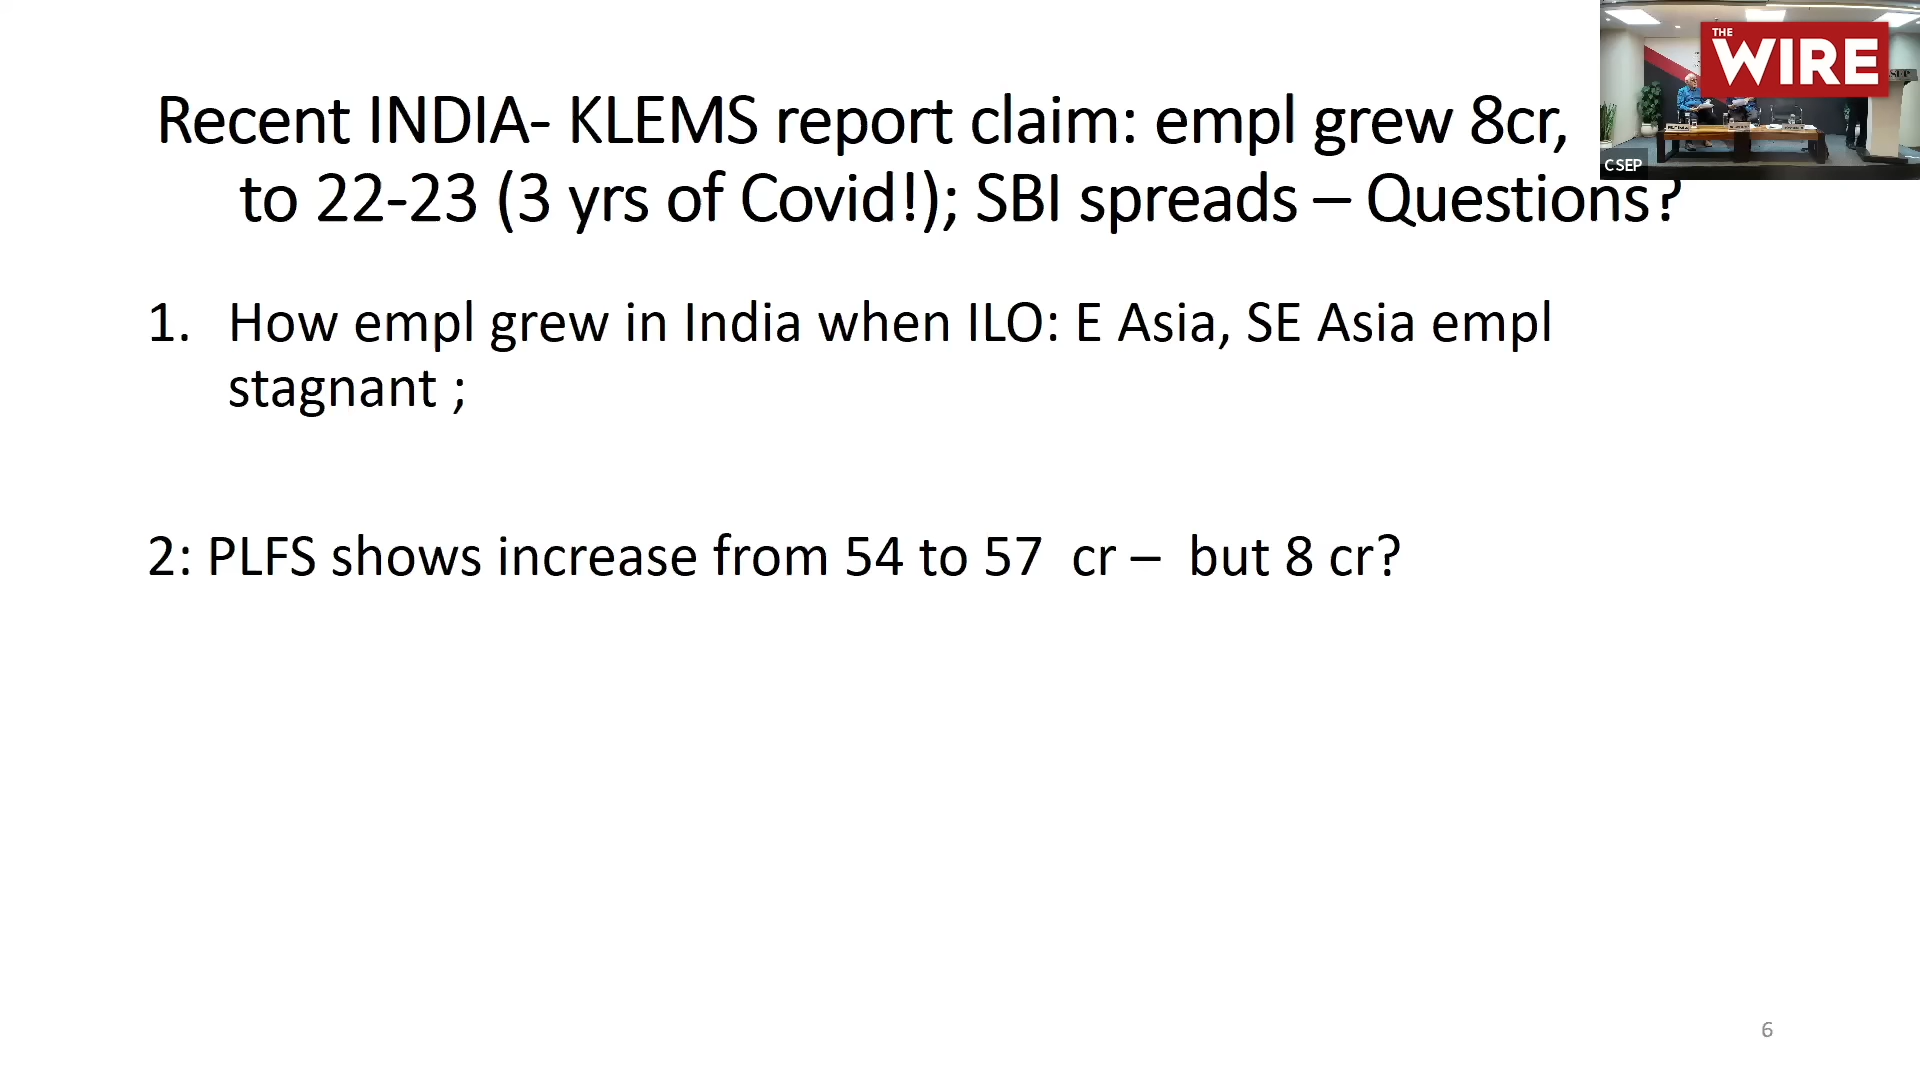 THE
WIRE
CSEP
Recent INDIA- KLEMS report claim: empl grew 8cr,
to 22-23 (3 yrs of Covid!); SBI spreads – Questions?
1. How empl grew in India when ILO: E Asia, SE Asia empl
stagnant ;
2: PLFS shows increase from 54 to 57 cr – but 8 cr?
6